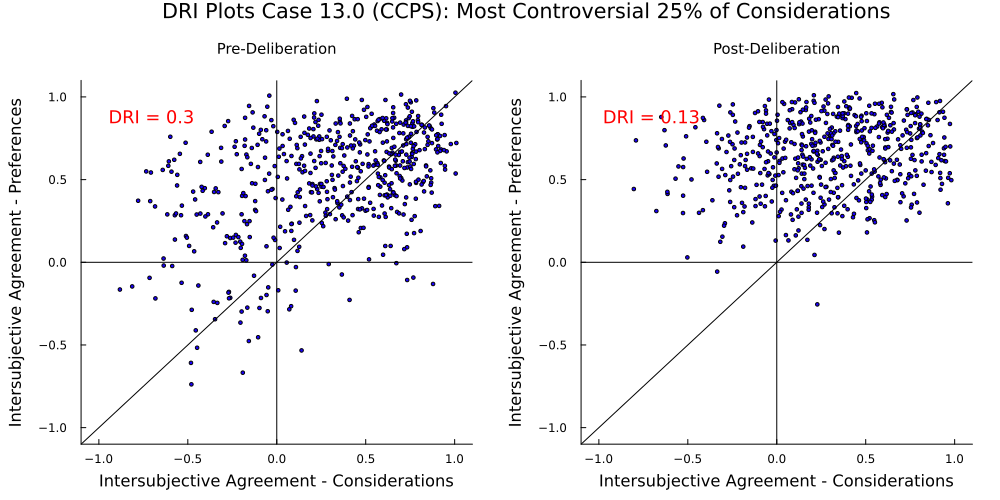 DRI Plots Case 13.0 (CCPS): Most Controversial 25% of Considerations
Pre-Deliberation
DRI = 0.3
Intersubjective Agreement - Preferences
1.0
0.5
0.0
−0.5
−1.0
−1.0 −0.5 0.0 0.5 1.0
Intersubjective Agreement - Considerations
Post-Deliberation
DRI = 0.13
Intersubjective Agreement - Preferences
1.0
0.5
0.0
−0.5
−1.0
−1.0 −0.5 0.0 0.5 1.0
Intersubjective Agreement - Considerations